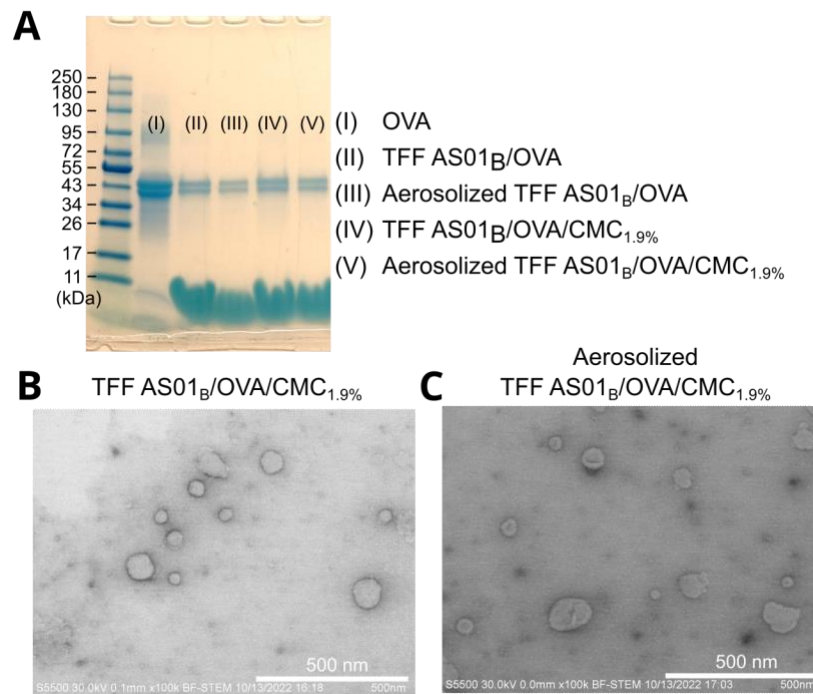 A
250
180
130
95
72
55
43
34
26
17
11
(kDa)
(I) (II) (III) (IV) (V)
(I) OVA
(II) TFF AS01B/OVA
(III) Aerosolized TFF AS01B/OVA
(IV) TFF AS01B/OVA/CMC1.9%
(V) Aerosolized TFF AS01B/OVA/CMC1.9%
B TFF AS01B/OVA/CMC1.9%
500 nm
S5500 30.0kV 0.1mm x100k BF-STEM 10/13/2022 16:18 500nm
C Aerosolized
TFF AS01B/OVA/CMC1.9%
500 nm
S5500 30.0kV 0.0mm x100k BF-STEM 10/13/2022 17:03 500nm